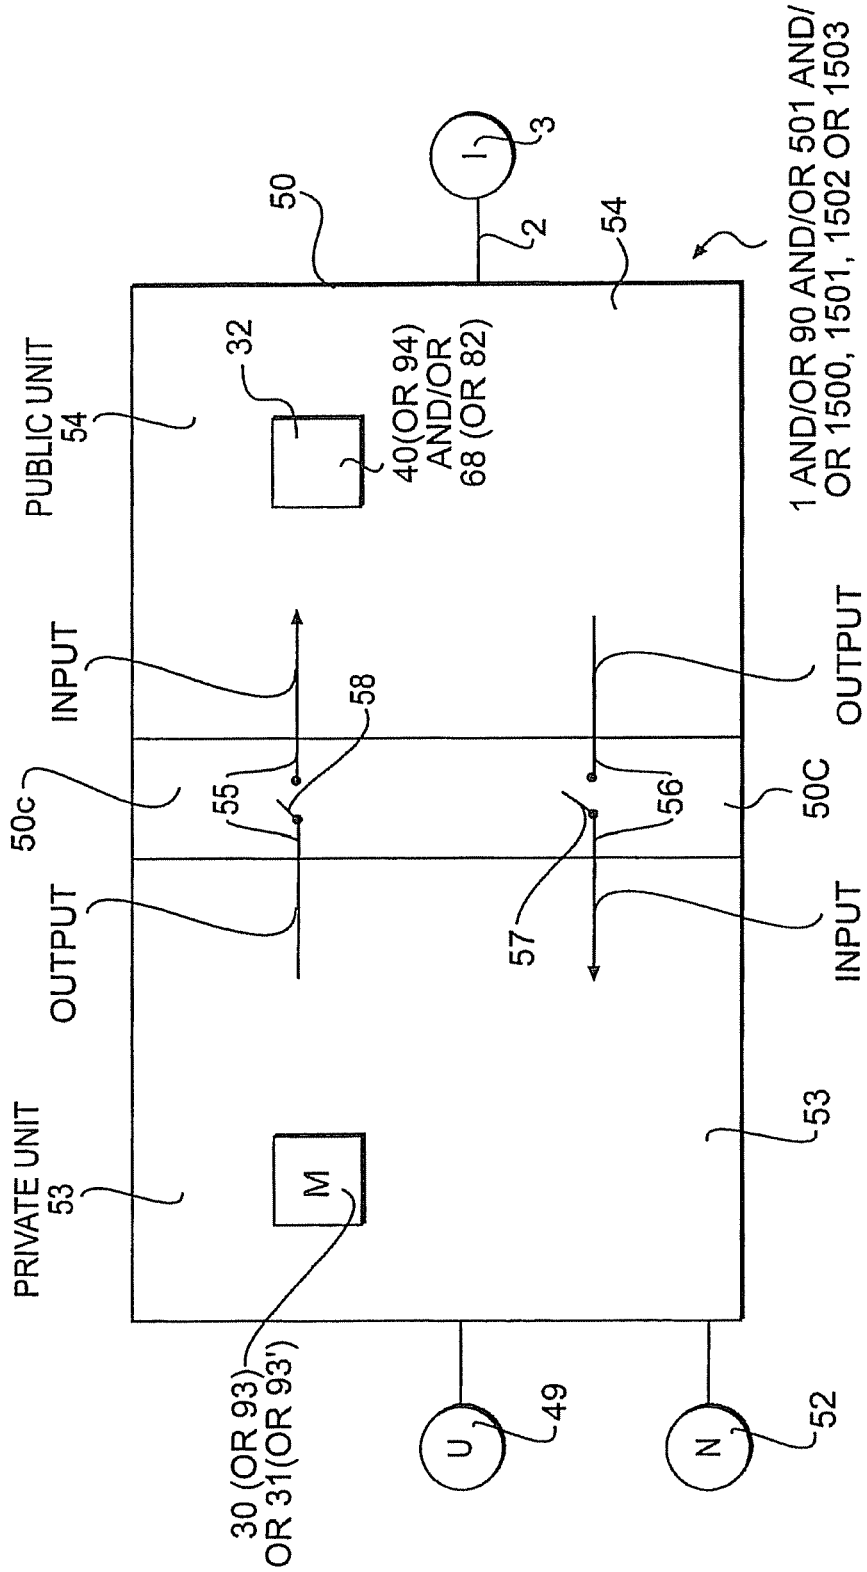 PRIVATE UNIT
53
OUTPUT
50c
INPUT
PUBLIC UNIT
54
30 (OR 93)
OR 31(OR 93')
M
55
58
32
40(OR 94)
AND/OR
68 (OR 82)
50
U
49
N
52
57
56
53
INPUT
50C
OUTPUT
54
2
I
3
1 AND/OR 90 AND/OR 501 AND/
OR 1500, 1501, 1502 OR 1503